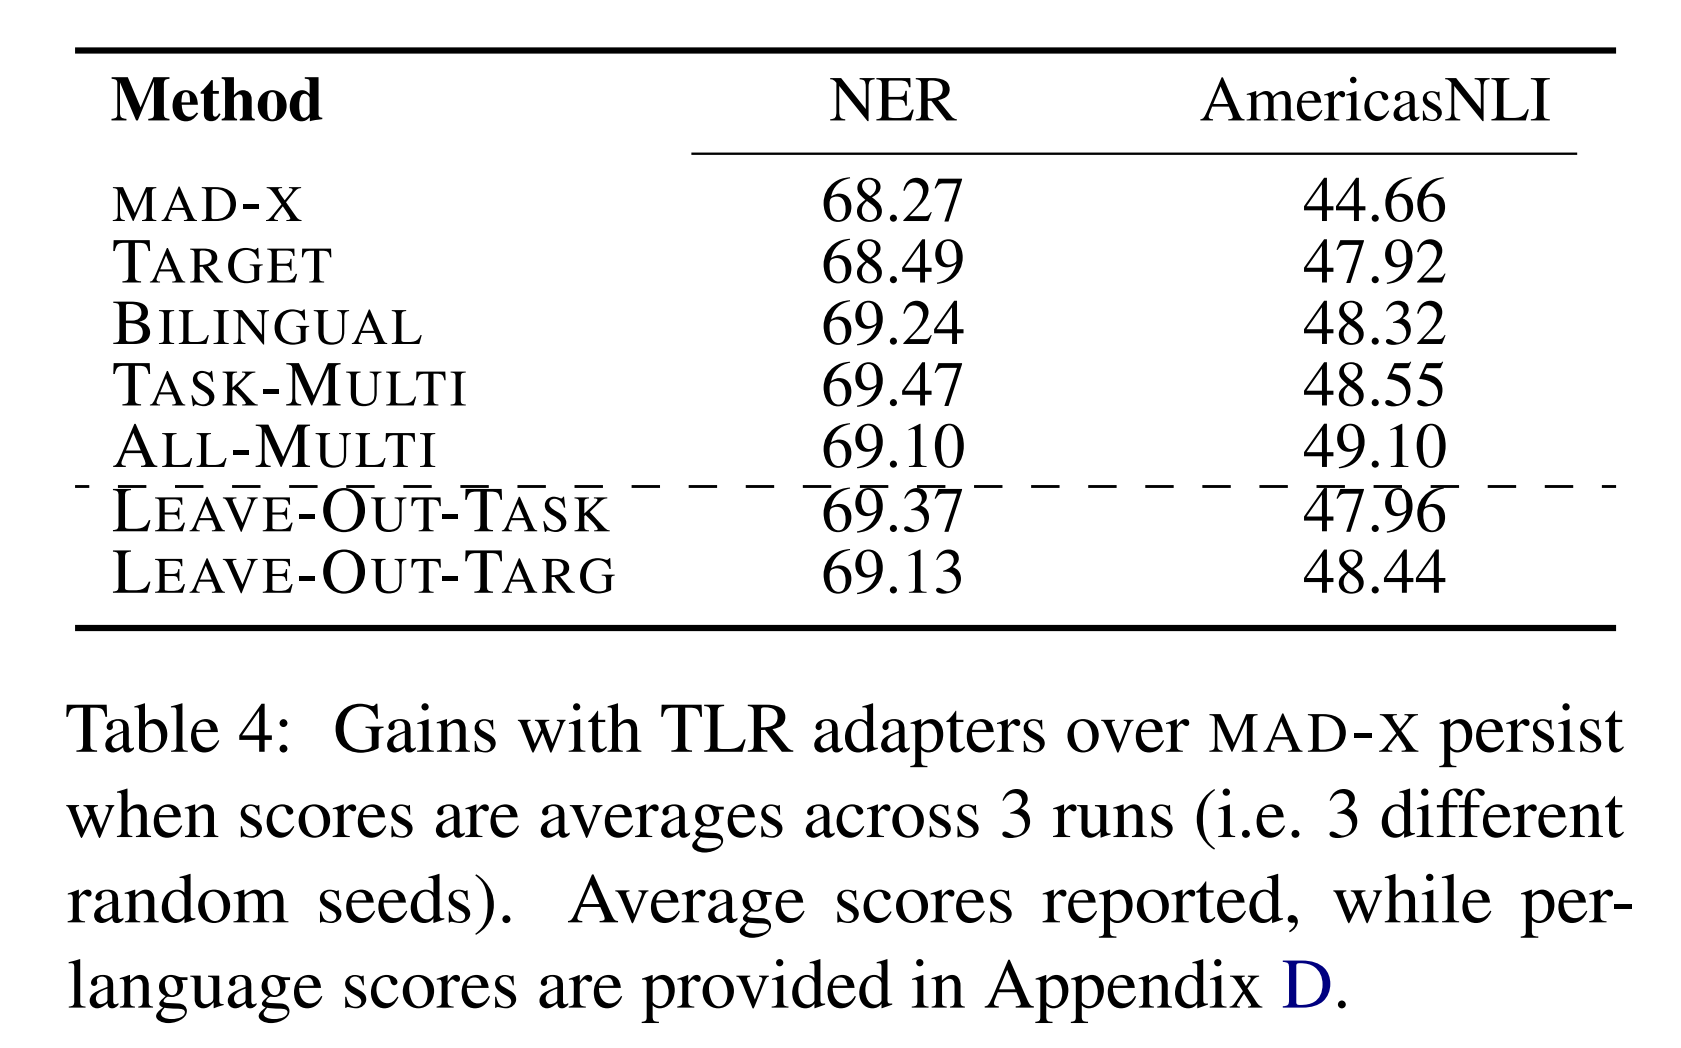 Method NER AmericasNLI
MAD-X 68.27 44.66
TARGET 68.49 47.92
BILINGUAL 69.24 48.32
TASK-MULTI 69.47 48.55
ALL-MULTI 69.10 49.10
LEAVE-OUT-TASK 69.37 47.96
LEAVE-OUT-TARG 69.13 48.44
Table 4: Gains with TLR adapters over MAD-X persist
when scores are averages across 3 runs (i.e. 3 different
random seeds). Average scores reported, while per-
language scores are provided in Appendix D.